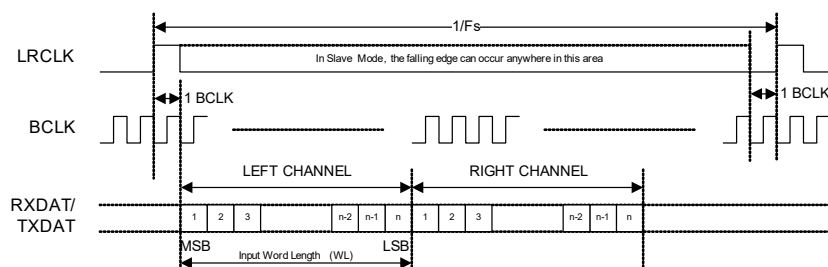 1/Fs
LRCLK
In Slave Mode, the falling edge can occur anywhere in this area
1 BCLK
1 BCLK
BCLK
LEFT CHANNEL
RIGHT CHANNEL
RXDAT/
TXDAT
1 2 3 n-2 n-1 n 1 2 3 n-2 n-1 n
MSB
LSB
Input Word Length (WL)